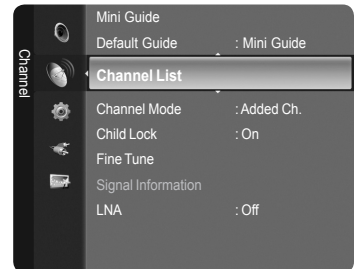 Channel
Mini Guide
Default Guide : Mini Guide
Channel List
Channel Mode : Added Ch.
Child Lock : On
Fine Tune
Signal Information
LNA : Off